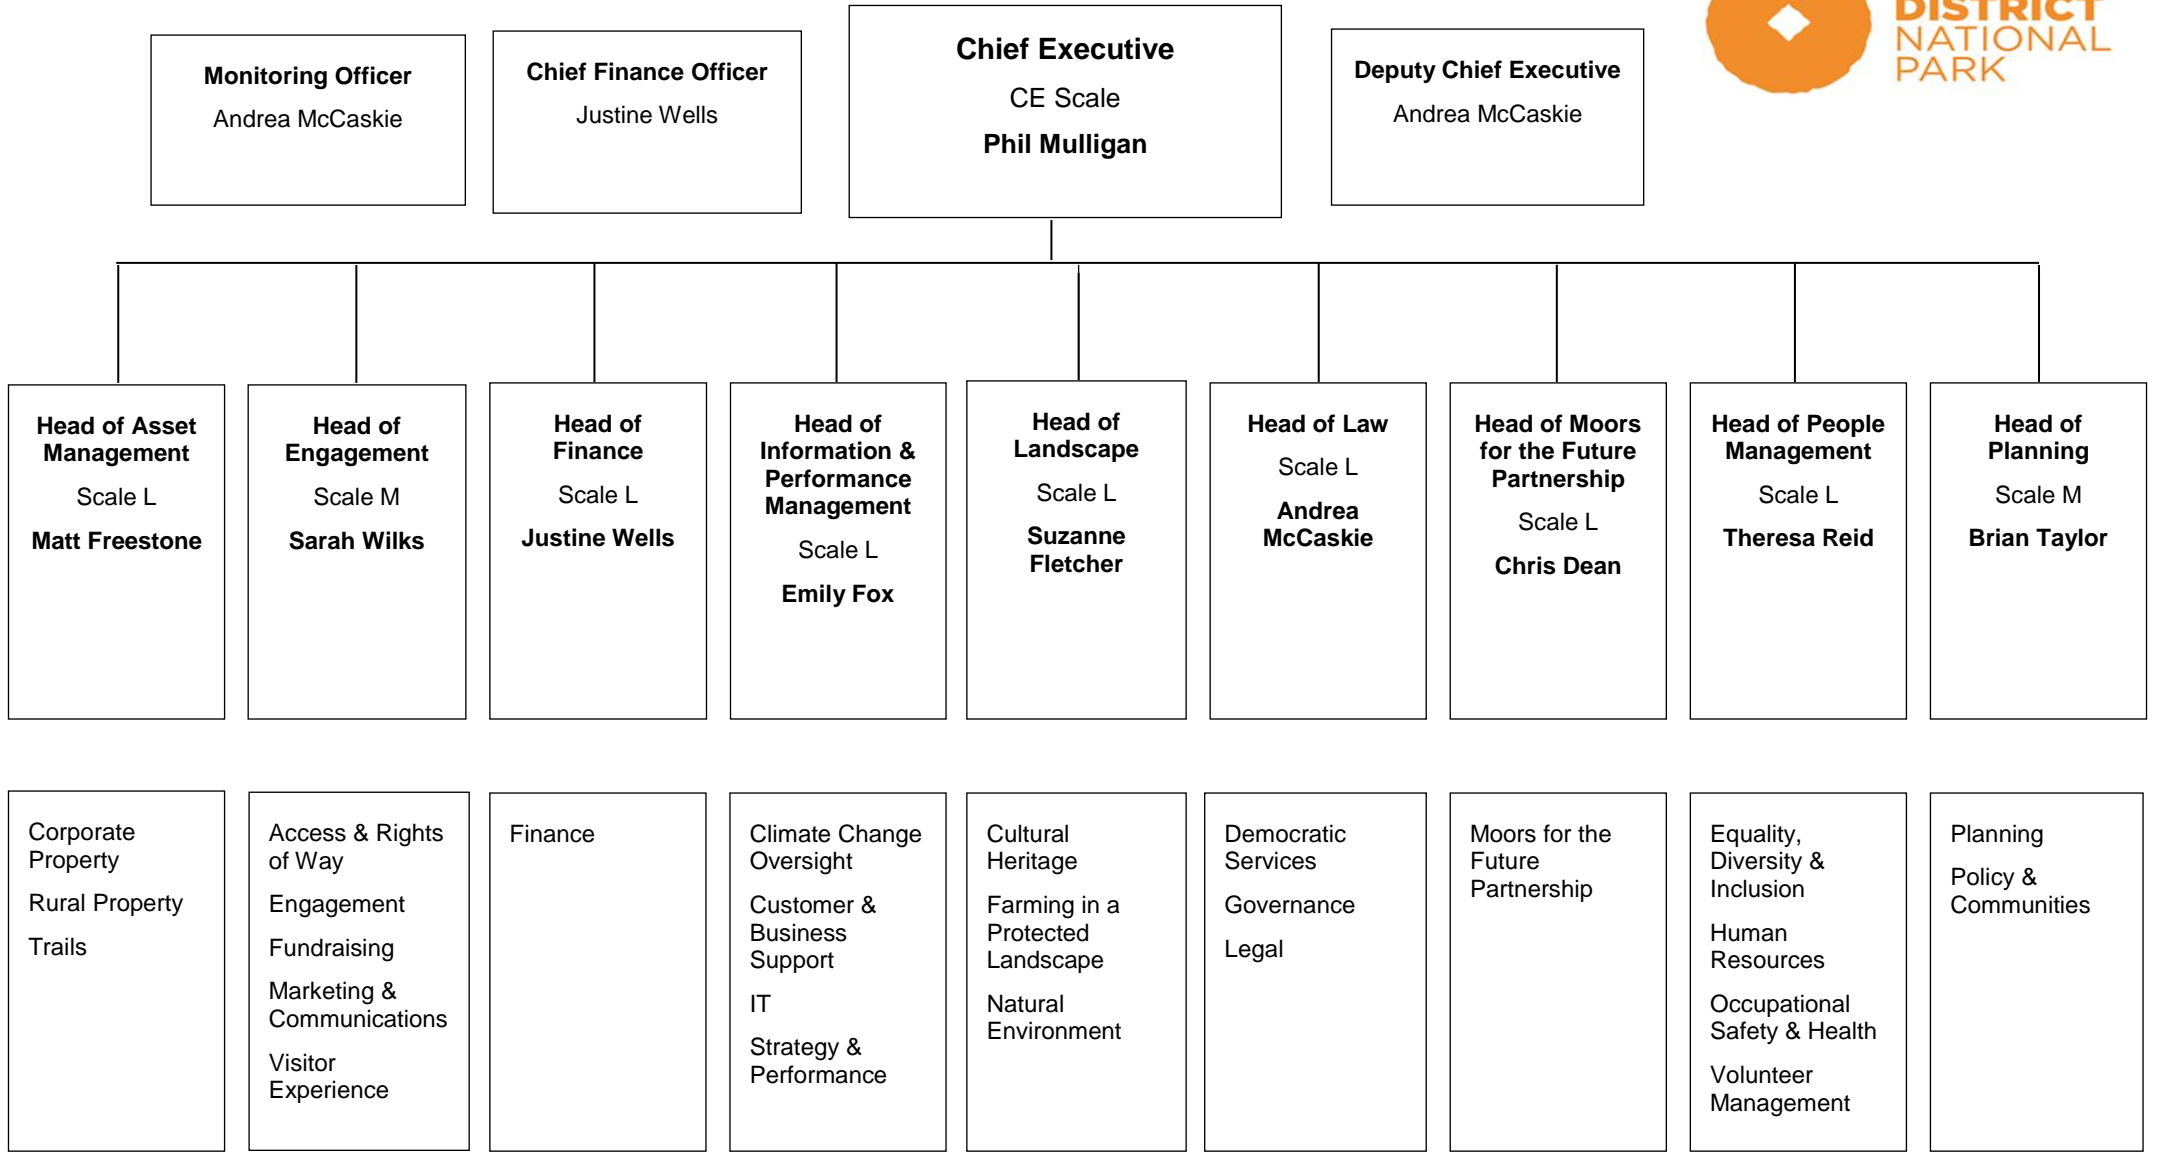 DISTRICT
NATIONAL
PARK
Monitoring Officer
Andrea McCaskie
Chief Finance Officer
Justine Wells
Chief Executive
CE Scale
Phil Mulligan
Deputy Chief Executive
Andrea McCaskie
Head of Asset
Management
Scale L
Matt Freestone
Head of
Engagement
Scale M
Sarah Wilks
Head of
Finance
Scale L
Justine Wells
Head of
Information &
Performance
Management
Scale L
Emily Fox
Head of
Landscape
Scale L
Suzanne
Fletcher
Head of Law
Scale L
Andrea
McCaskie
Head of Moors
for the Future
Partnership
Scale L
Chris Dean
Head of People
Management
Scale L
Theresa Reid
Head of
Planning
Scale M
Brian Taylor
Corporate
Property
Rural Property
Trails
Access & Rights
of Way
Engagement
Fundraising
Marketing &
Communications
Visitor
Experience
Finance
Climate Change
Oversight
Customer &
Business
Support
IT
Strategy &
Performance
Cultural
Heritage
Farming in a
Protected
Landscape
Natural
Environment
Democratic
Services
Governance
Legal
Moors for the
Future
Partnership
Equality,
Diversity &
Inclusion
Human
Resources
Occupational
Safety & Health
Volunteer
Management
Planning
Policy &
Communities